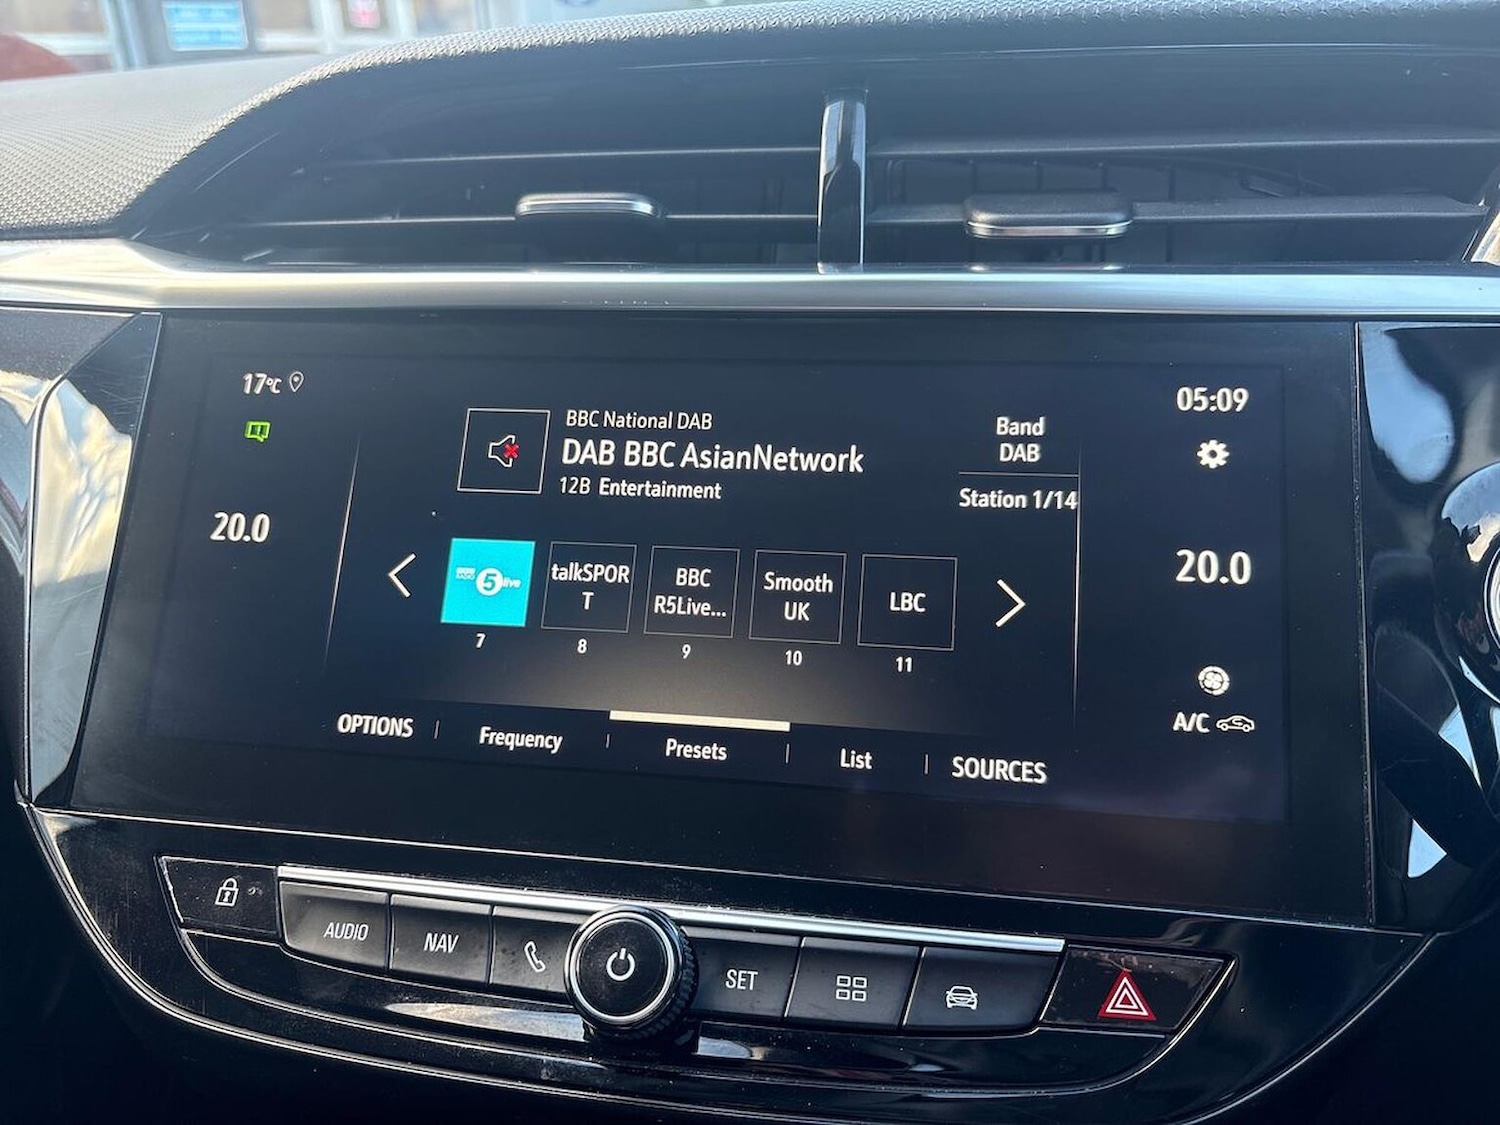 17°C
05:09
BBC National DAB
DAB BBC AsianNetwork
12B Entertainment
Band
DAB
Station 1/14
20.0
20.0
5 live
talkSPOR
T
BBC
R5Live...
Smooth
UK
LBC
7
8
9
10
11
A/C
OPTIONS
Frequency
Presets
List
SOURCES
AUDIO
NAV
SET